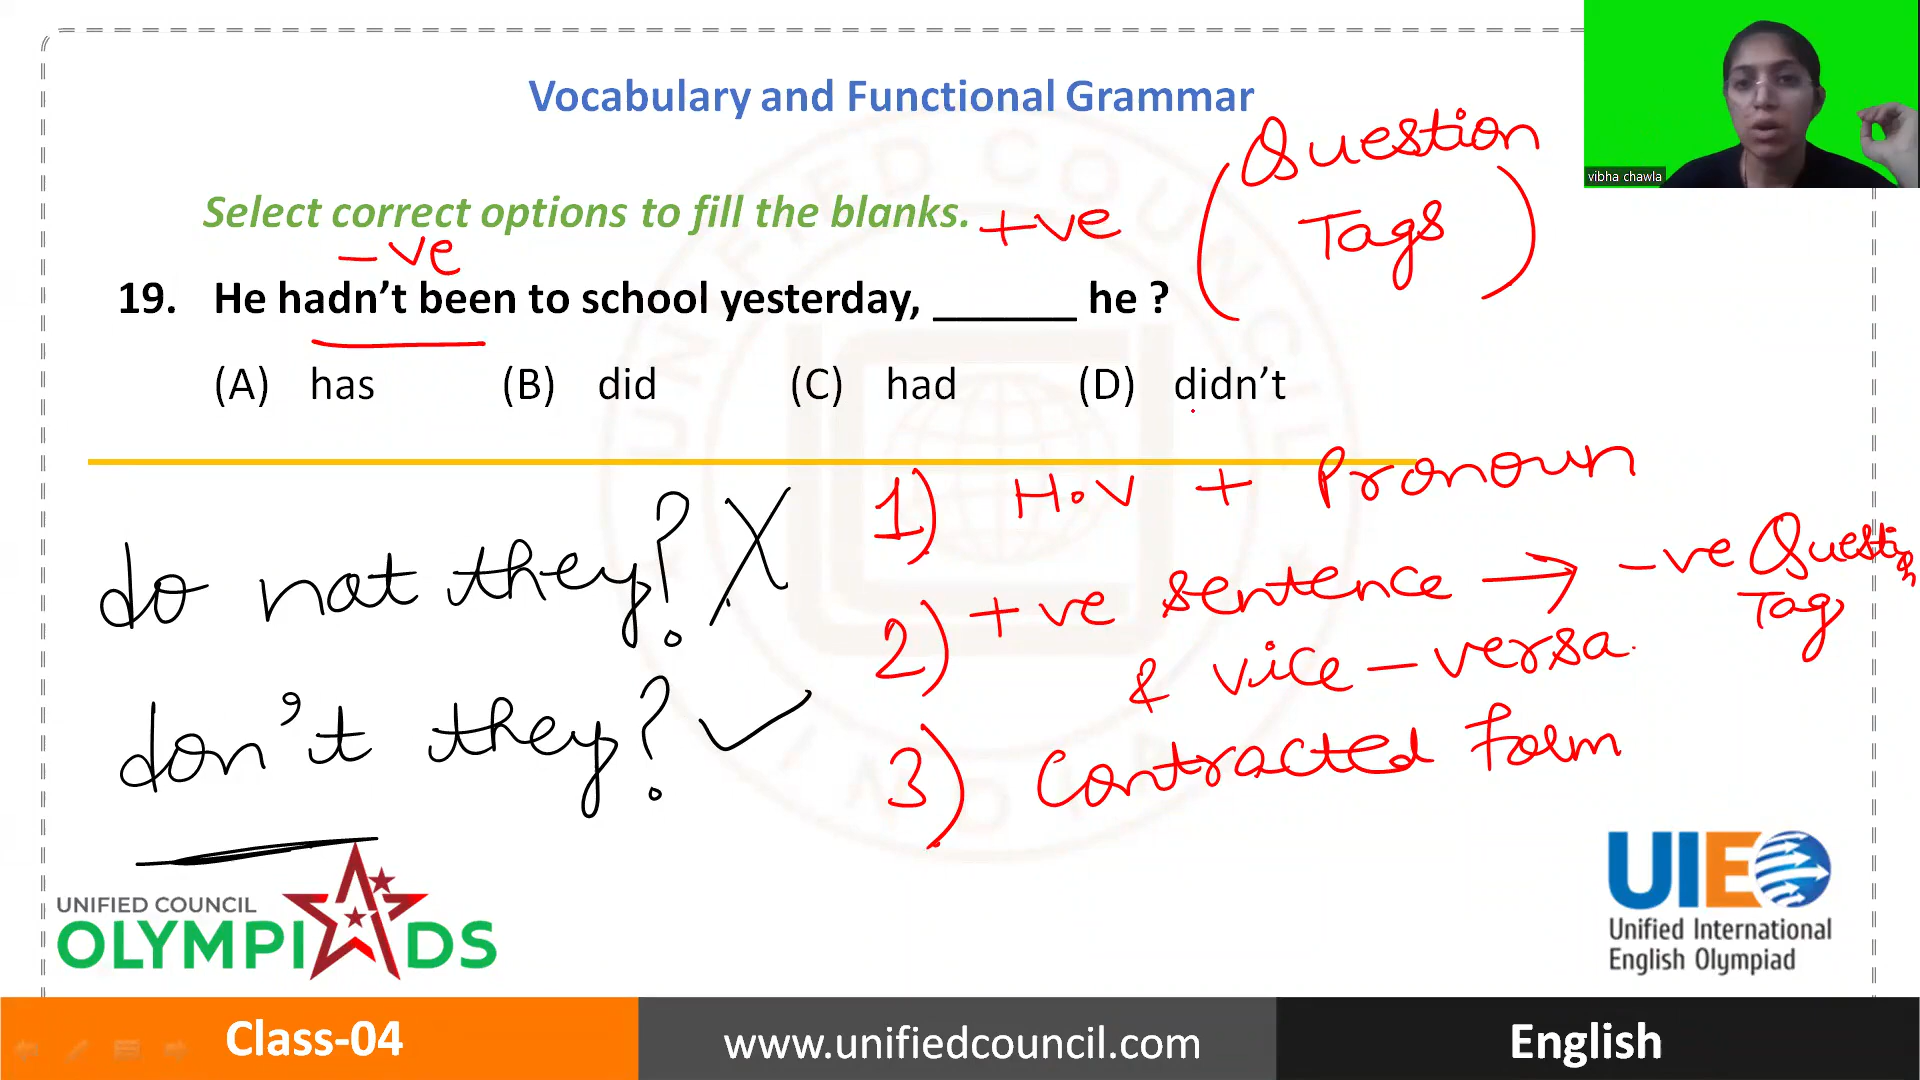 Vocabulary and Functional Grammar
Question
Tags
vibha chawla
Select correct options to fill the blanks.
+ve
-ve
19. He hadn't been to school yesterday, ______ he ?
(A) has (B) did (C) had (D) didn't
do not they? X
don't they? ✓
1) H.V + Pronoun
2) +ve sentence → -ve Question
Tag
& vice-versa.
3) Contracted form
UNIFIED COUNCIL
OLYMPIADS
UIEO
Unified International
English Olympiad
Class-04
www.unifiedcouncil.com
English
UNIFIED COUNCIL